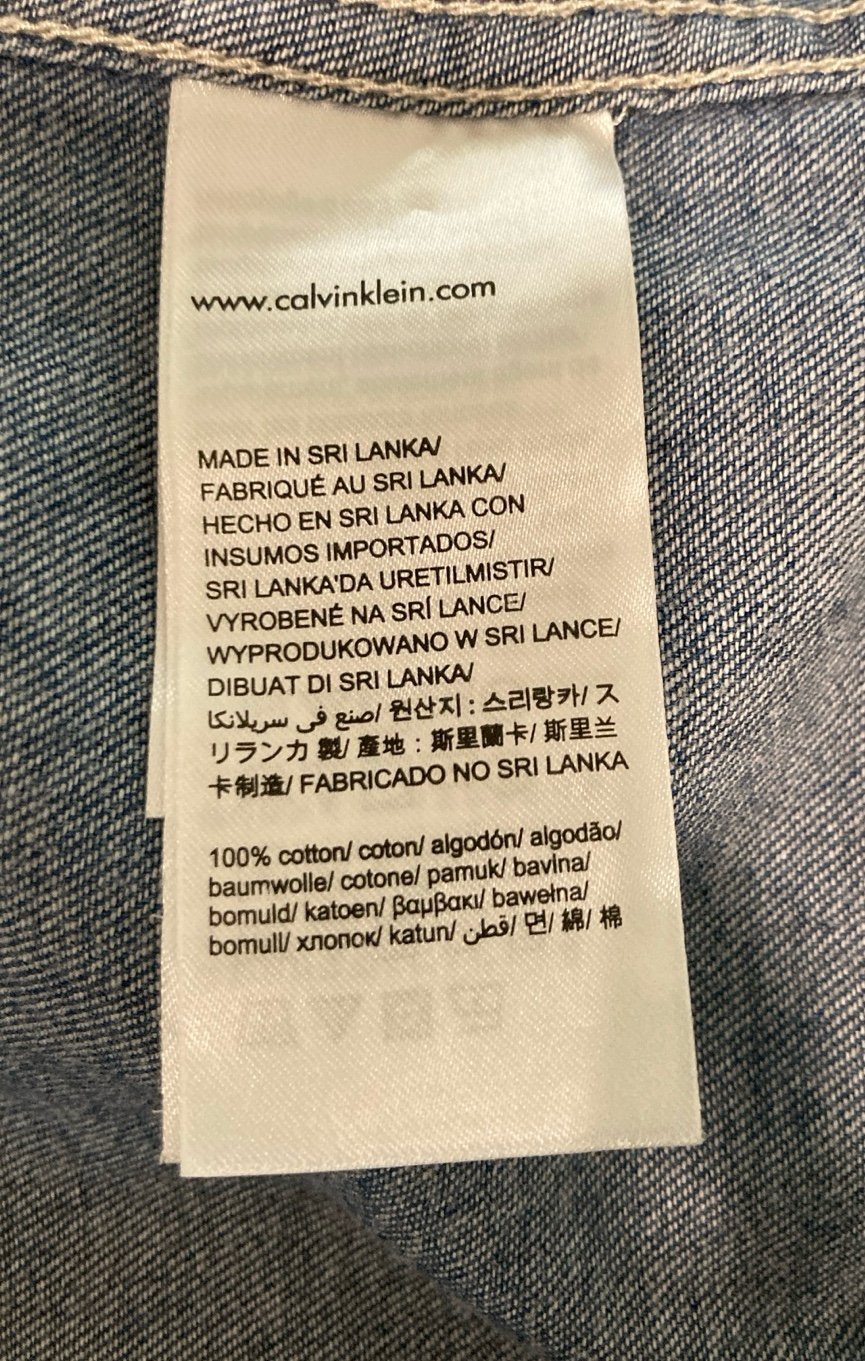 www.calvinklein.com
MADE IN SRI LANKA/
FABRIQUÉ AU SRI LANKA/
HECHO EN SRI LANKA CON
INSUMOS IMPORTADOS/
SRI LANKA'DA URETILMISTIR/
VYROBENÉ NA SRÍ LANCE/
WYPRODUKOWANO W SRI LANCE/
DIBUAT DI SRI LANKA/
صنع في سريلانكا/ 원산지 : 스리랑카/ ス
リランカ 製/ 產地 : 斯里蘭卡/ 斯里兰
卡制造/ FABRICADO NO SRI LANKA
100% cotton/ coton/ algodón/ algodão/
baumwolle/ cotone/ pamuk/ bavlna/
bomuld/ katoen/ βαμβακι/ bawełna/
bomull/ хлопок/ katun/ قطن/ 면/ 綿/ 棉